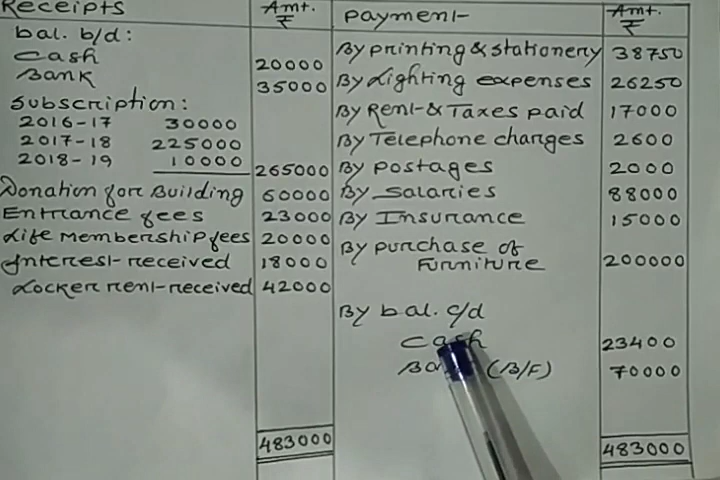 Receipts Amt. ₹ Payment Amt. ₹
bal. b/d:
Cash 20000
Bank 35000
Subscription:
2016-17 30000
2017-18 225000
2018-19 10000 265000
Donation for Building 60000
Entrance fees 23000
Life Membership fees 20000
Interest received 18000
Locker rent received 42000
483000
By printing & stationery 38750
By Lighting expenses 26250
By Rent & Taxes paid 17000
By Telephone charges 2600
By postages 2000
By Salaries 88000
By Insurance 15000
By purchase of
Furniture 200000
By bal. c/d
Cash 23400
(B/F) 70000
483000